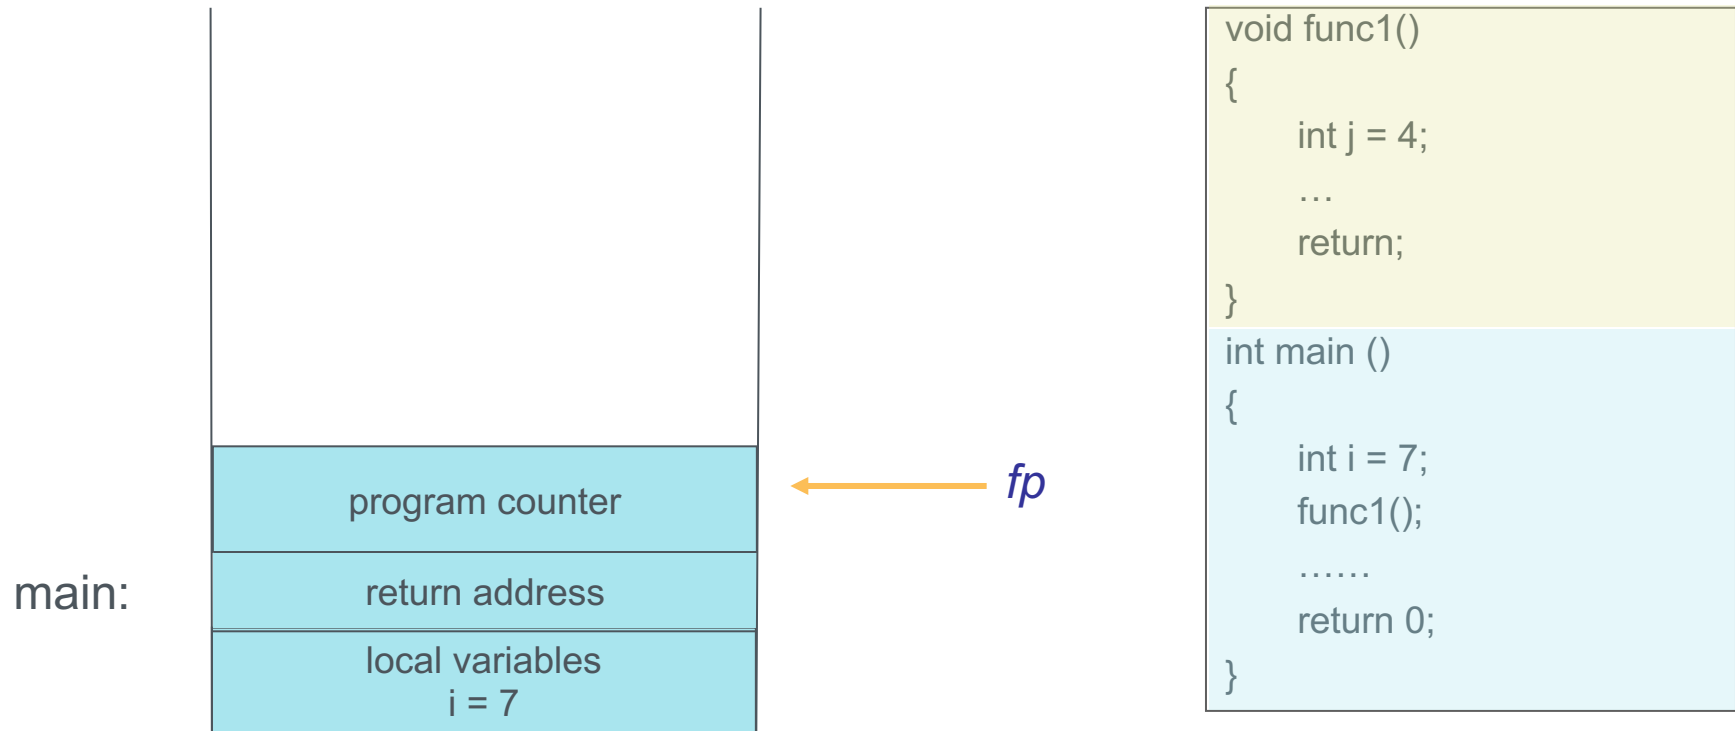 main:
program counter
return address
local variables
i = 7
fp
void func1()
{
int j = 4;
…
return;
}
int main ()
{
int i = 7;
func1();
……
return 0;
}